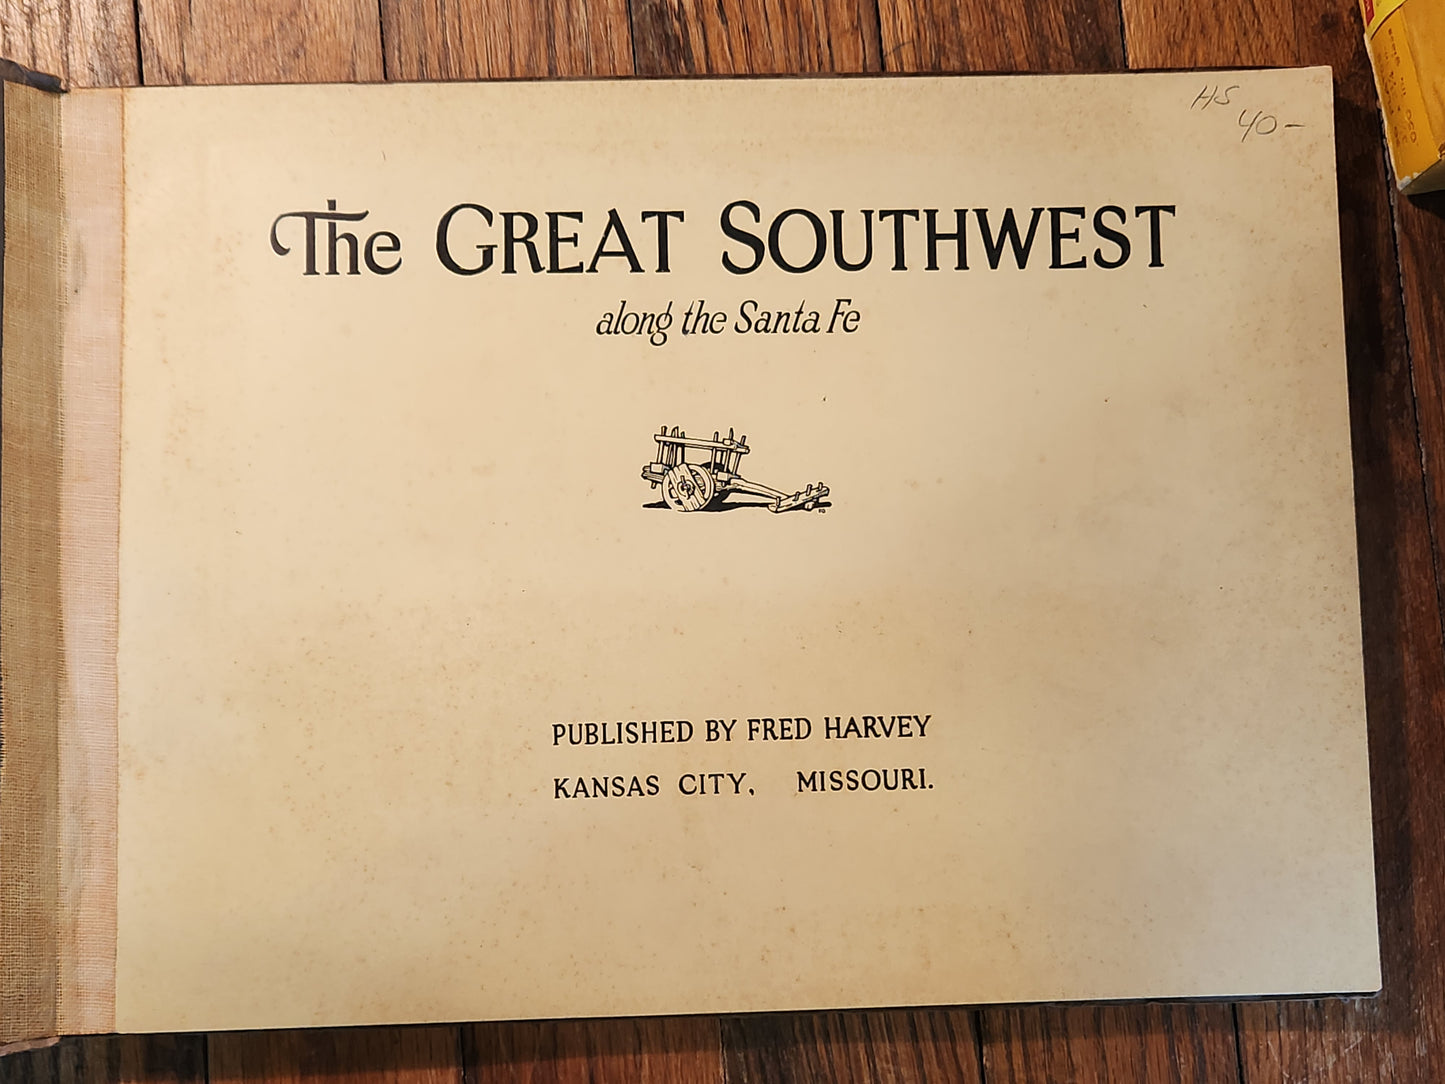 HS
40-
The GREAT SOUTHWEST
along the Santa Fe
PUBLISHED BY FRED HARVEY
KANSAS CITY, MISSOURI.